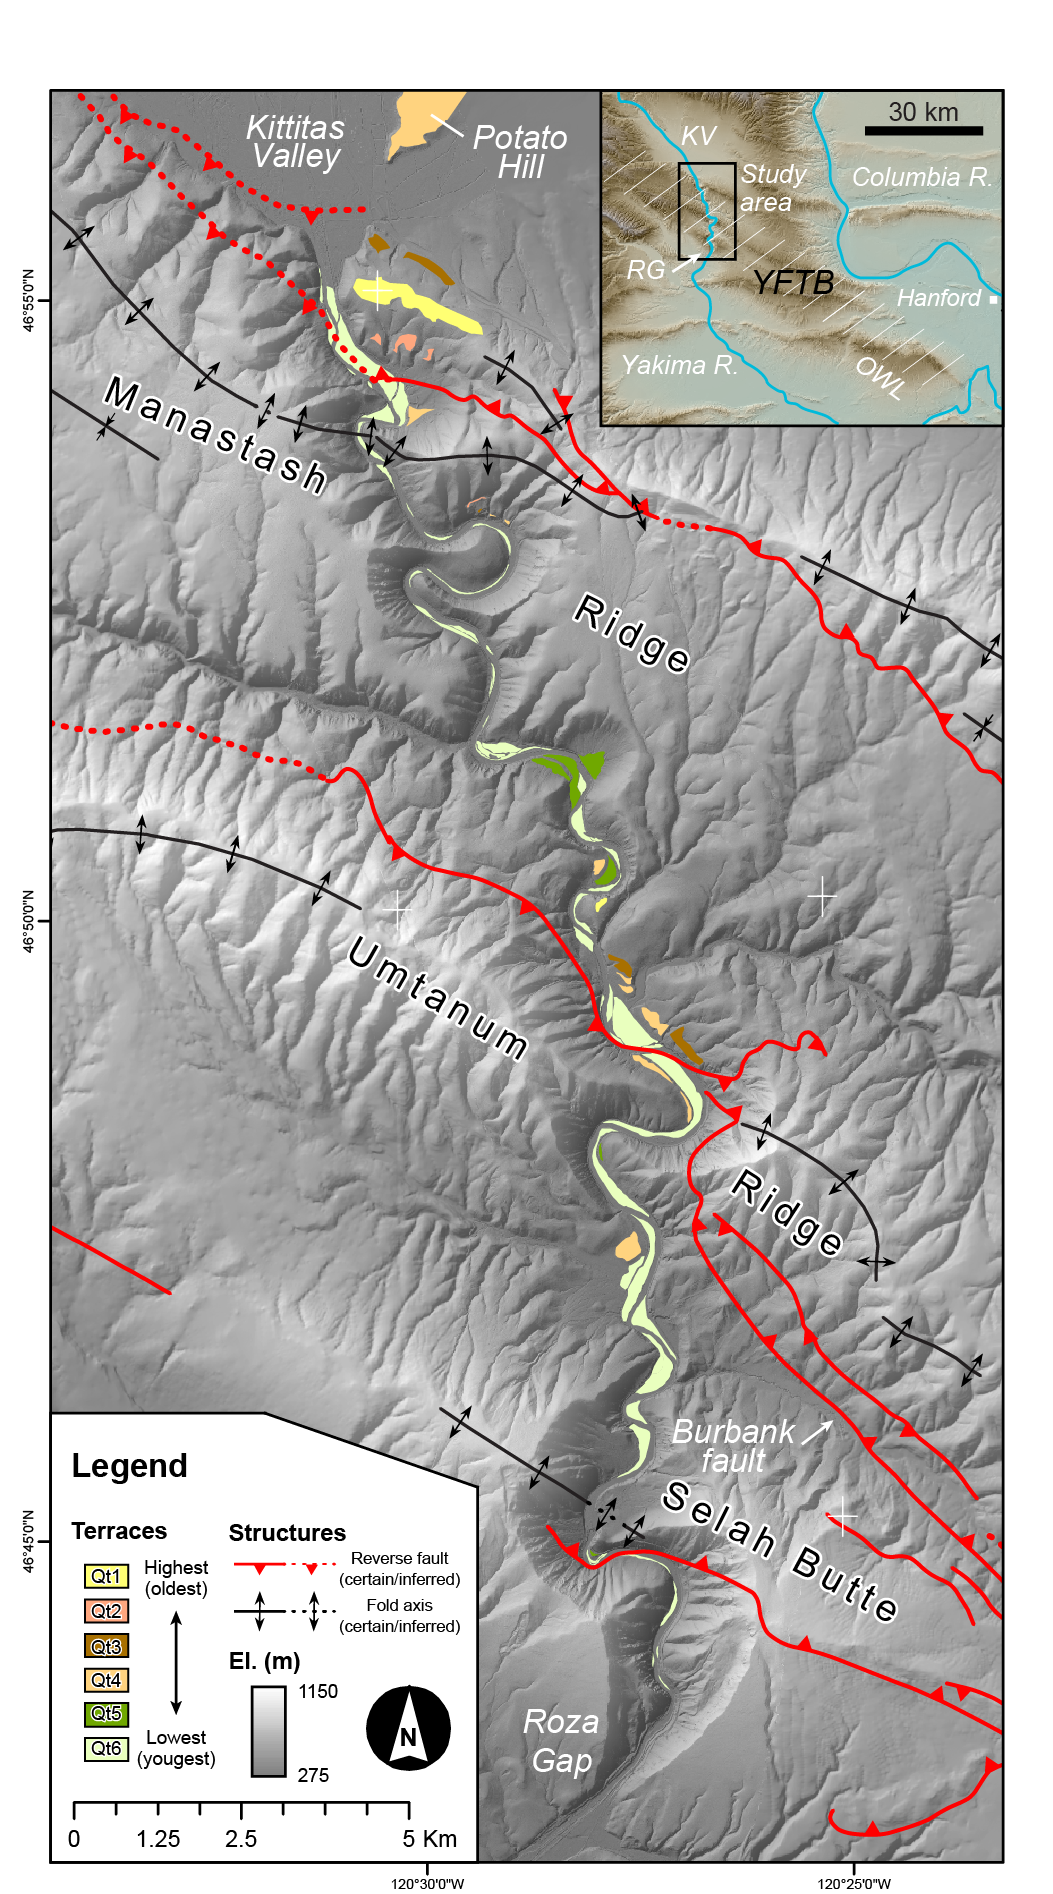 Kittitas
Valley
Potato
Hill
30 km
KV
Study
area
Columbia R.
RG
YFTB
Hanford
Yakima R.
OWL
46°55'0"N
Manastash
Ridge
46°50'0"N
Umtanum
Ridge
Burbank
fault
46°45'0"N
Selah Butte
Roza
Gap
Legend
Terraces
Qt1
Qt2
Qt3
Qt4
Qt5
Qt6
Highest
(oldest)
Lowest
(yougest)
Structures
Reverse fault
(certain/inferred)
Fold axis
(certain/inferred)
El. (m)
1150
275
N
0 1.25 2.5 5 Km
120°30'0"W 120°25'0"W